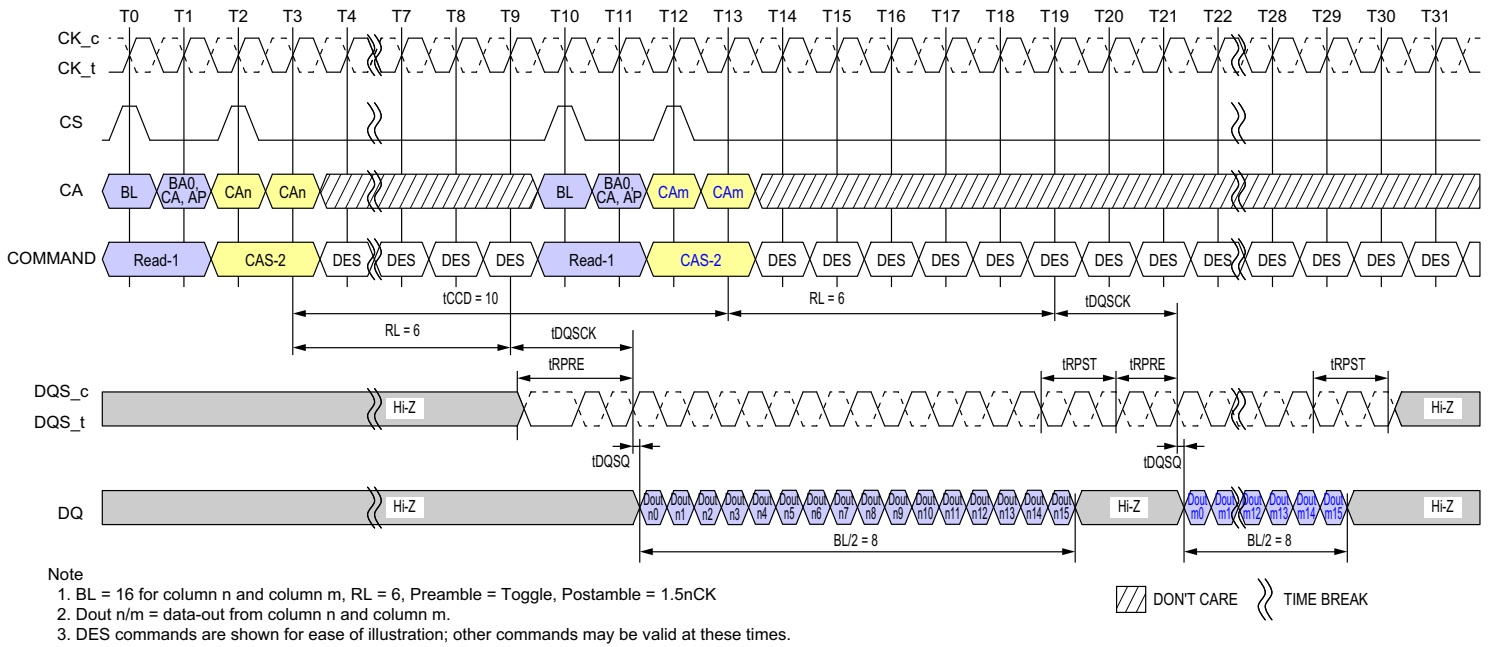 T0 T1 T2 T3 T4 T7 T8 T9 T10 T11 T12 T13 T14 T15 T16 T17 T18 T19 T20 T21 T22 T28 T29 T30 T31
CK_c
CK_t
CS
CA BL BA0, CA, AP CAn CAn BL BA0, CA, AP CAm CAm
COMMAND Read-1 CAS-2 DES DES DES DES Read-1 CAS-2 DES DES DES DES DES DES DES DES DES DES DES DES DES
tCCD = 10 RL = 6 tDQSCK
RL = 6 tDQSCK
tRPRE tRPST tRPRE tRPST
DQS_c
DQS_t
Hi-Z Hi-Z
tDQSQ tDQSQ
DQ Hi-Z Dout n0 Dout n1 Dout n2 Dout n3 Dout n4 Dout n5 Dout n6 Dout n7 Dout n8 Dout n9 Dout n10 Dout n11 Dout n12 Dout n13 Dout n14 Dout n15 Hi-Z Dout m0 Dout m1 Dout m12 Dout m13 Dout m14 Dout m15 Hi-Z
BL/2 = 8 BL/2 = 8
Note
1. BL = 16 for column n and column m, RL = 6, Preamble = Toggle, Postamble = 1.5nCK
2. Dout n/m = data-out from column n and column m.
3. DES commands are shown for ease of illustration; other commands may be valid at these times.
DON'T CARE TIME BREAK